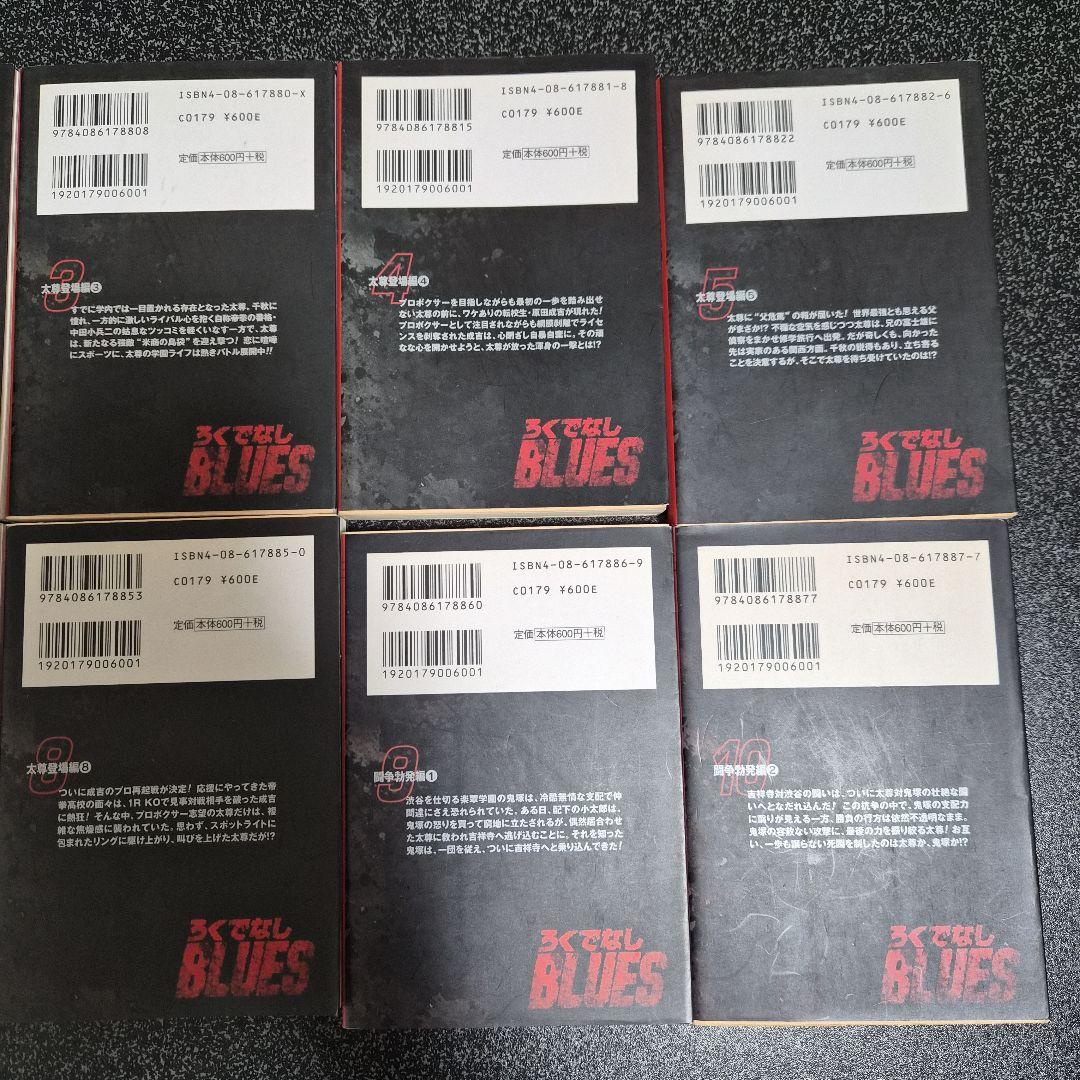 ISBN4-08-617880-X
9784086178808
C0179 ¥600E
定価 本体600円+税
1920179006001
3
太尊登場編③
すでに学内では一目置かれる存在となった太尊。千秋に
憧れ、一方的に激しいライバル心を抱く自称帝拳の番格・
中田小兵二の姑息なツッコミを軽くいなす一方で、太尊
は、新たなる強敵“米商の島袋”を迎え撃つ! 恋に喧嘩
にスポーツに、太尊の学園ライフは熱きバトル展開中!!
ろくでなし
BLUES
ISBN4-08-617881-8
9784086178815
C0179 ¥600E
定価 本体600円+税
1920179006001
4
太尊登場編④
プロボクサーを目指しながらも最初の一歩を踏み出せ
ない太尊の前に、ワケありの転校生・原田成吉が現れた!
プロボクサーとして注目されながらも網膜剥離でライセ
ンスを剥奪された成吉は、心閉ざし自暴自棄に。その頑
なな心を開かせようと、太尊が放った渾身の一撃とは!?
ろくでなし
BLUES
ISBN4-08-617882-6
9784086178822
C0179 ¥600E
定価 本体600円+税
1920179006001
5
太尊登場編⑤
太尊に“父危篤”の報が届いた! 世界最強とも思える父
がまさか!? 不穏な空気を感じつつ太尊は、兄の富士雄に
偵察をまかせ修学旅行へ出発。だが奇しくも、向かった
先は実家のある関西方面。千秋の説得もあり、立ち寄る
ことを決意するが、そこで太尊を待ち受けていたのは!?
ろくでなし
BLUES
ISBN4-08-617885-0
9784086178853
C0179 ¥600E
定価 本体600円+税
1920179006001
8
太尊登場編⑧
ついに成吉のプロ再起戦が決定! 応援にやってきた帝
拳高校の面々は、1R KOで見事対戦相手を破った成吉
に熱狂! そんな中、プロボクサー志望の太尊だけは、複
雑な焦燥感に襲われていた。思わず、スポットライトに
包まれたリングに駆け上がり、叫びを上げた太尊だが!?
ろくでなし
BLUES
ISBN4-08-617886-9
9784086178860
C0179 ¥600E
定価 本体600円+税
1920179006001
9
闘争勃発編①
渋谷を仕切る楽翠学園の鬼塚は、冷酷無情な支配で仲
間達にさえ恐れられていた。ある日、配下の小太郎は、
鬼塚の怒りを買って窮地に立たされるが、偶然居合わせ
た太尊に救われ吉祥寺へ逃げ込むことに。それを知った
鬼塚は、一団を従え、ついに吉祥寺へと乗り込んできた!
ろくでなし
BLUES
ISBN4-08-617887-7
9784086178877
C0179 ¥600E
定価 本体600円+税
1920179006001
10
闘争勃発編②
吉祥寺対渋谷の闘いは、ついに太尊対鬼塚の壮絶な闘
いへとなだれ込んだ! この抗争の中で、鬼塚の支配力
に翳りが見える一方、勝負の行方は依然不透明なまま。
鬼塚の容赦ない攻撃に、最後の力を振り絞る太尊! お互
い、一歩も譲らない死闘を制したのは太尊か、鬼塚か!?
ろくでなし
BLUES